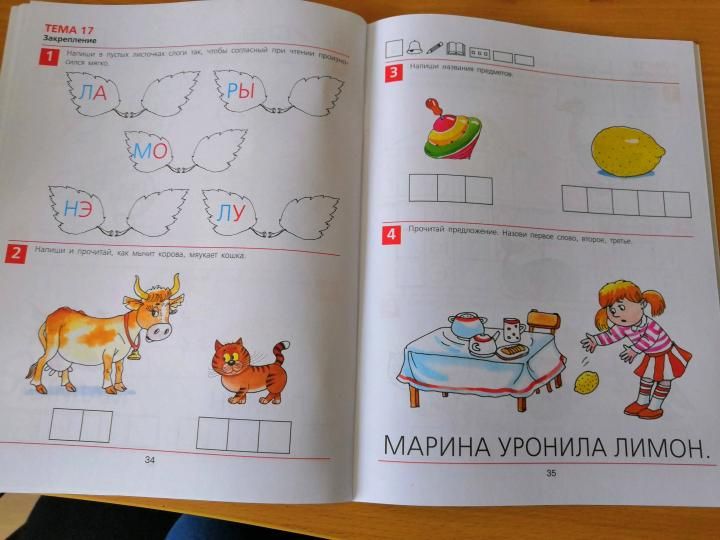 ТЕМА 17
Закрепление
1 Напиши в пустых листочках слоги так, чтобы согласный при чтении произно-
сился мягко.
ЛА РЫ
МО
НЭ ЛУ
2 Напиши и прочитай, как мычит корова, мяукает кошка.
34
3 Напиши названия предметов.
4 Прочитай предложение. Назови первое слово, второе, третье.
МАРИНА УРОНИЛА ЛИМОН.
35